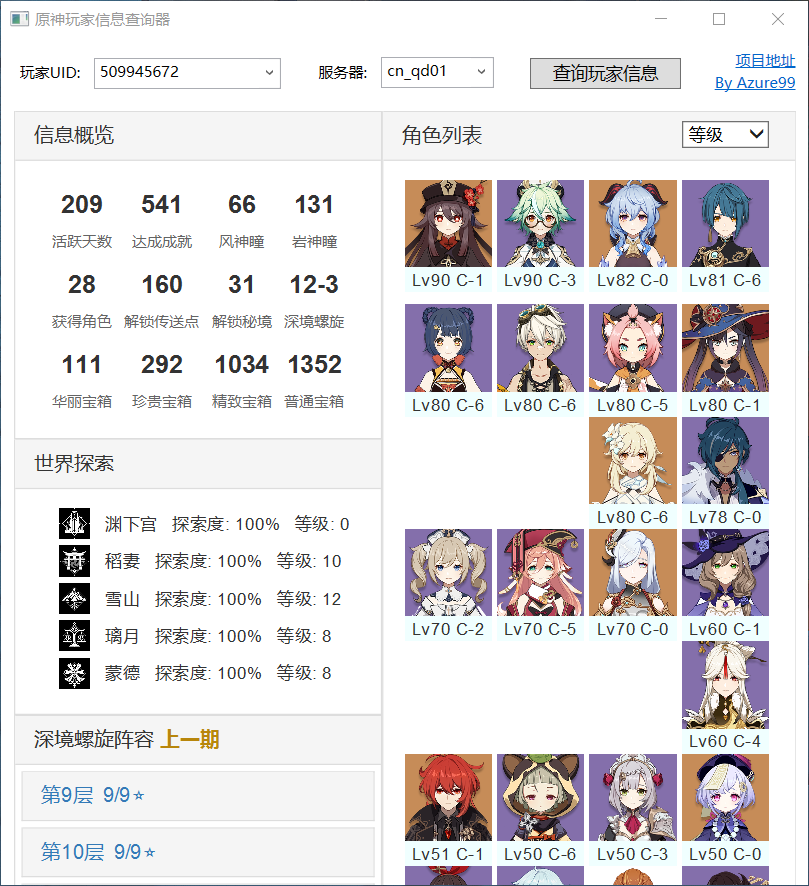 原神玩家信息查询器
玩家UID: 509945672 服务器: cn_qd01 查询玩家信息 项目地址
By Azure99
信息概览
209 541 66 131
活跃天数 达成成就 风神瞳 岩神瞳
28 160 31 12-3
获得角色 解锁传送点 解锁秘境 深境螺旋
111 292 1034 1352
华丽宝箱 珍贵宝箱 精致宝箱 普通宝箱
世界探索
渊下宫 探索度: 100% 等级: 0
稻妻 探索度: 100% 等级: 10
雪山 探索度: 100% 等级: 12
璃月 探索度: 100% 等级: 8
蒙德 探索度: 100% 等级: 8
深境螺旋阵容 上一期
第9层 9/9⭐
第10层 9/9⭐
角色列表 等级
Lv90 C-1 Lv90 C-3 Lv82 C-0 Lv81 C-6
Lv80 C-6 Lv80 C-6 Lv80 C-5 Lv80 C-1
Lv80 C-6 Lv78 C-0
Lv70 C-2 Lv70 C-5 Lv70 C-0 Lv60 C-1
Lv60 C-4
Lv51 C-1 Lv50 C-6 Lv50 C-3 Lv50 C-0